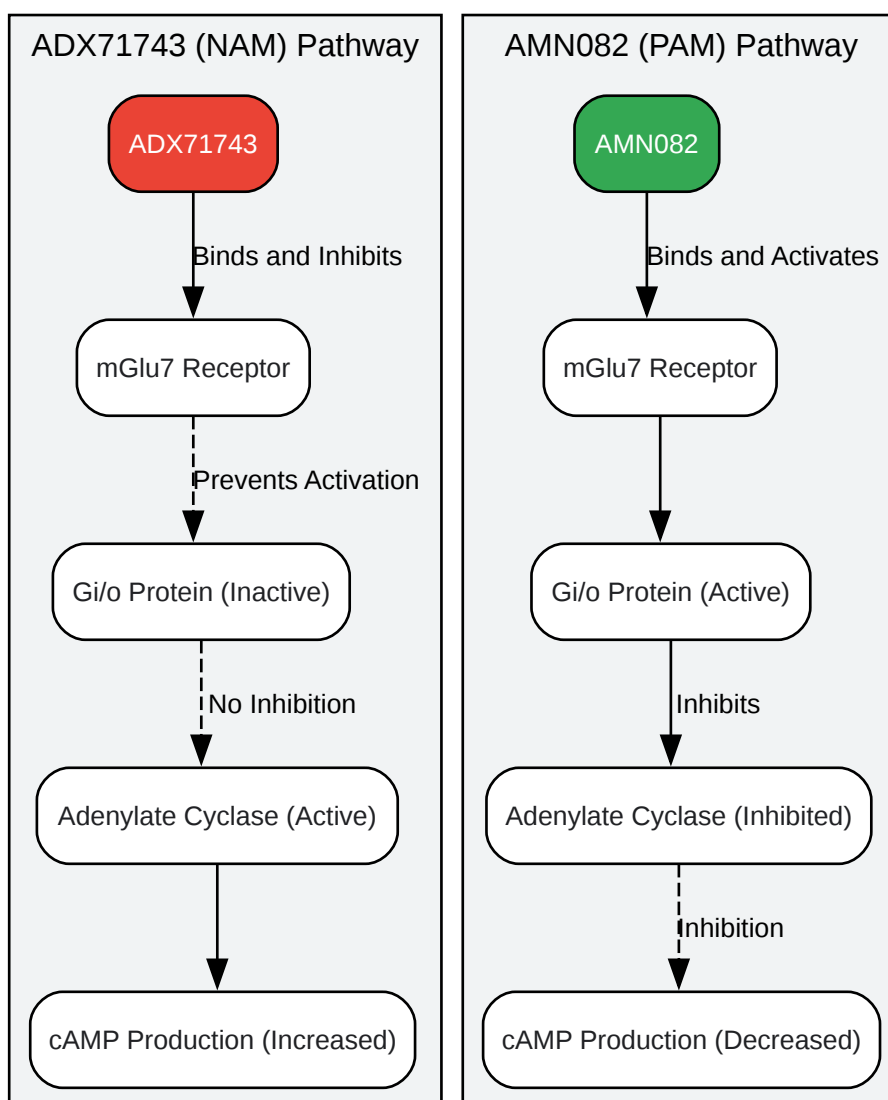 ADX71743 (NAM) Pathway
ADX71743
Binds and Inhibits
mGlu7 Receptor
Prevents Activation
Gi/o Protein (Inactive)
No Inhibition
Adenylate Cyclase (Active)
cAMP Production (Increased)
AMN082 (PAM) Pathway
AMN082
Binds and Activates
mGlu7 Receptor
Gi/o Protein (Active)
Inhibits
Adenylate Cyclase (Inhibited)
Inhibition
cAMP Production (Decreased)